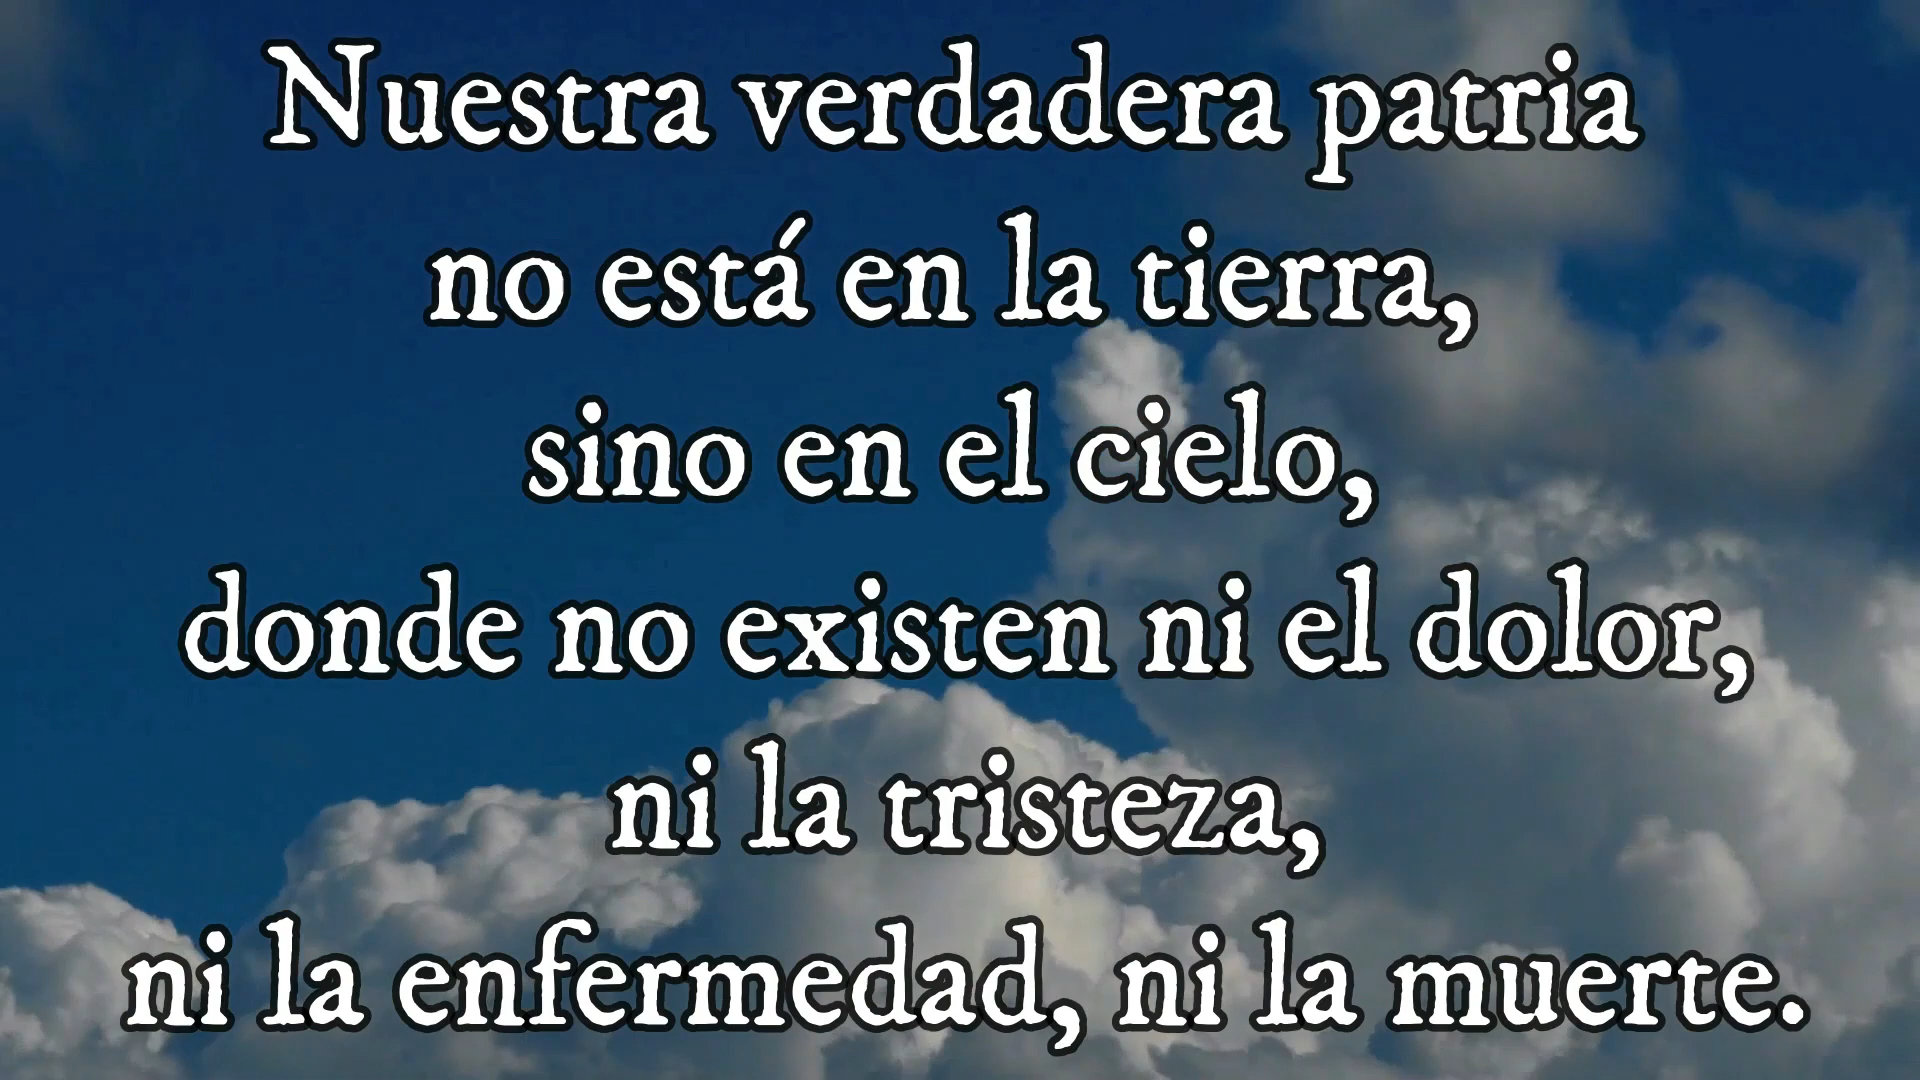 Nuestra verdadera patria
no está en la tierra,
sino en el cielo,
donde no existen ni el dolor,
ni la tristeza,
ni la enfermedad, ni la muerte.